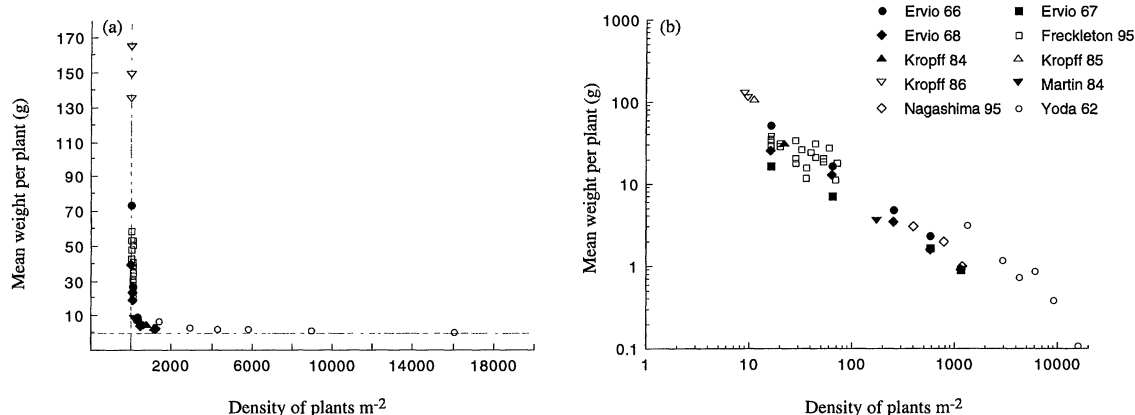 (a)
170
150
130
110
90
70
50
30
10
2000 6000 10000 14000 18000
Mean weight per plant (g)
Density of plants m-2
(b)
1000
100
10
1
0.1
1 10 100 1000 10000
Mean weight per plant (g)
Density of plants m-2
Ervio 66 Ervio 67
Ervio 68 Freckleton 95
Kropff 84 Kropff 85
Kropff 86 Martin 84
Nagashima 95 Yoda 62